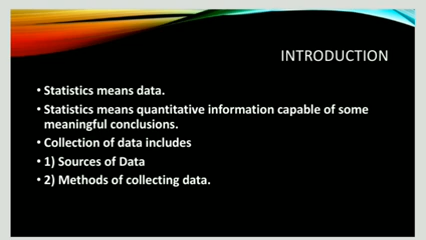 INTRODUCTION
• Statistics means data.
• Statistics means quantitative information capable of some
meaningful conclusions.
• Collection of data includes
• 1) Sources of Data
• 2) Methods of collecting data.